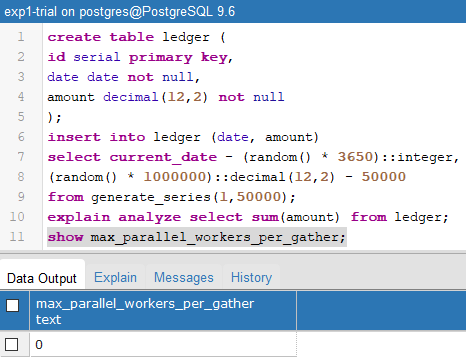 exp1-trial on postgres@PostgreSQL 9.6
1 create table ledger (
2 id serial primary key,
3 date date not null,
4 amount decimal(12,2) not null
5 );
6 insert into ledger (date, amount)
7 select current_date - (random() * 3650)::integer,
8 (random() * 1000000)::decimal(12,2) - 50000
9 from generate_series(1,50000);
10 explain analyze select sum(amount) from ledger;
11 show max_parallel_workers_per_gather;
Data Output Explain Messages History
max_parallel_workers_per_gather
text
0